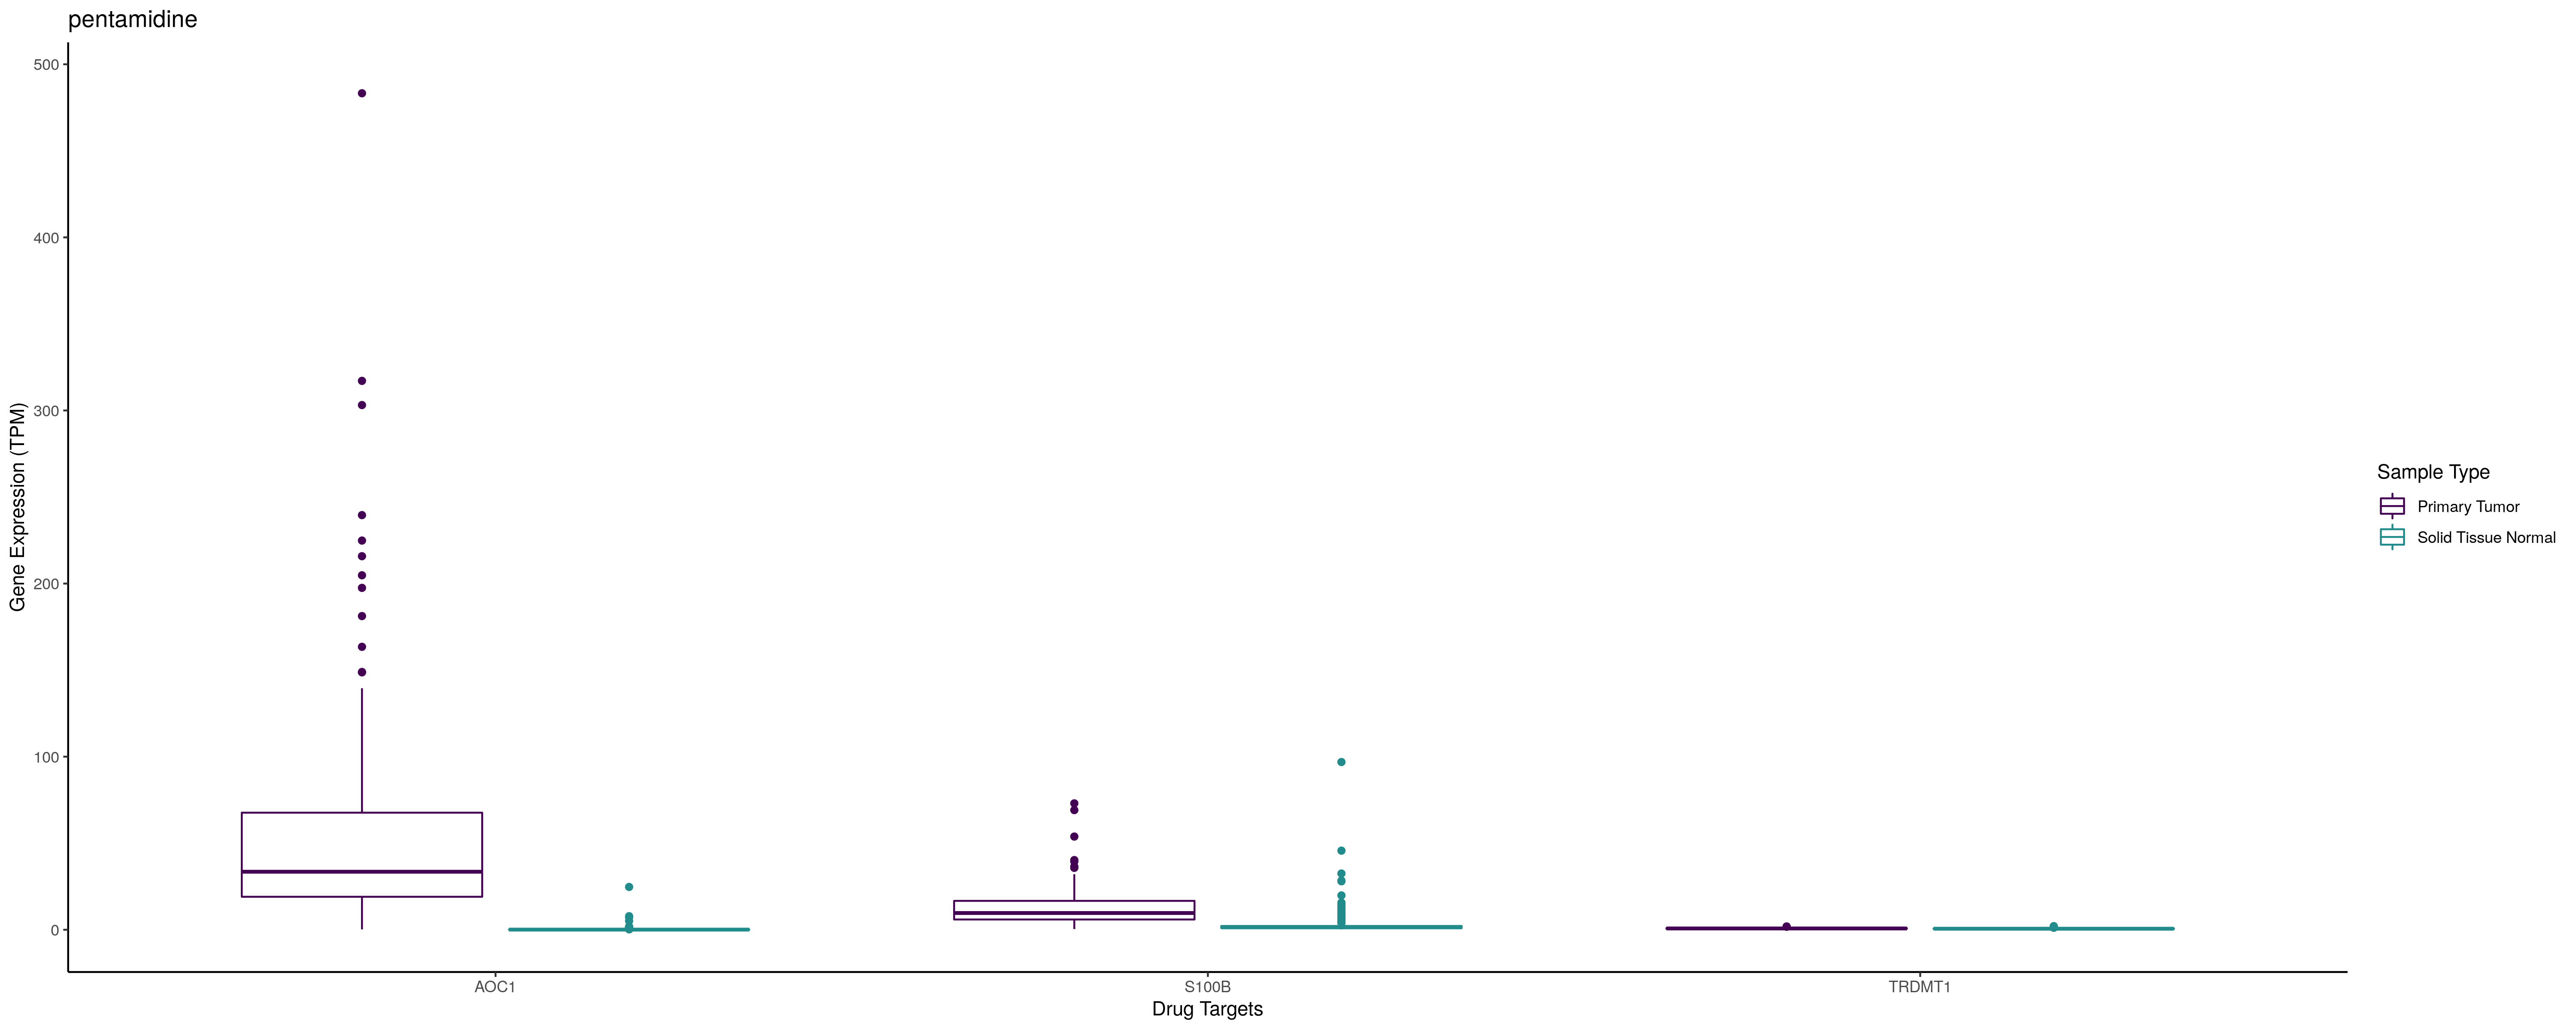 pentamidine
500
400
300
200
100
0
Gene Expression (TPM)
AOC1
S100B
TRDMT1
Drug Targets
Sample Type
Primary Tumor
Solid Tissue Normal